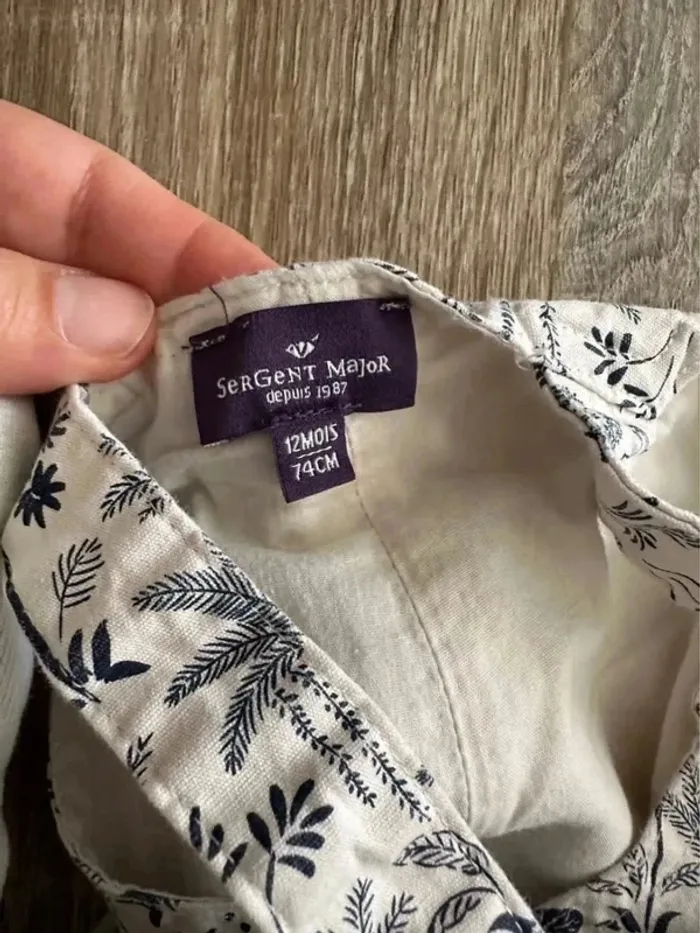 SerGeNT MaJoR
depuis 1987
12MOIS
74CM